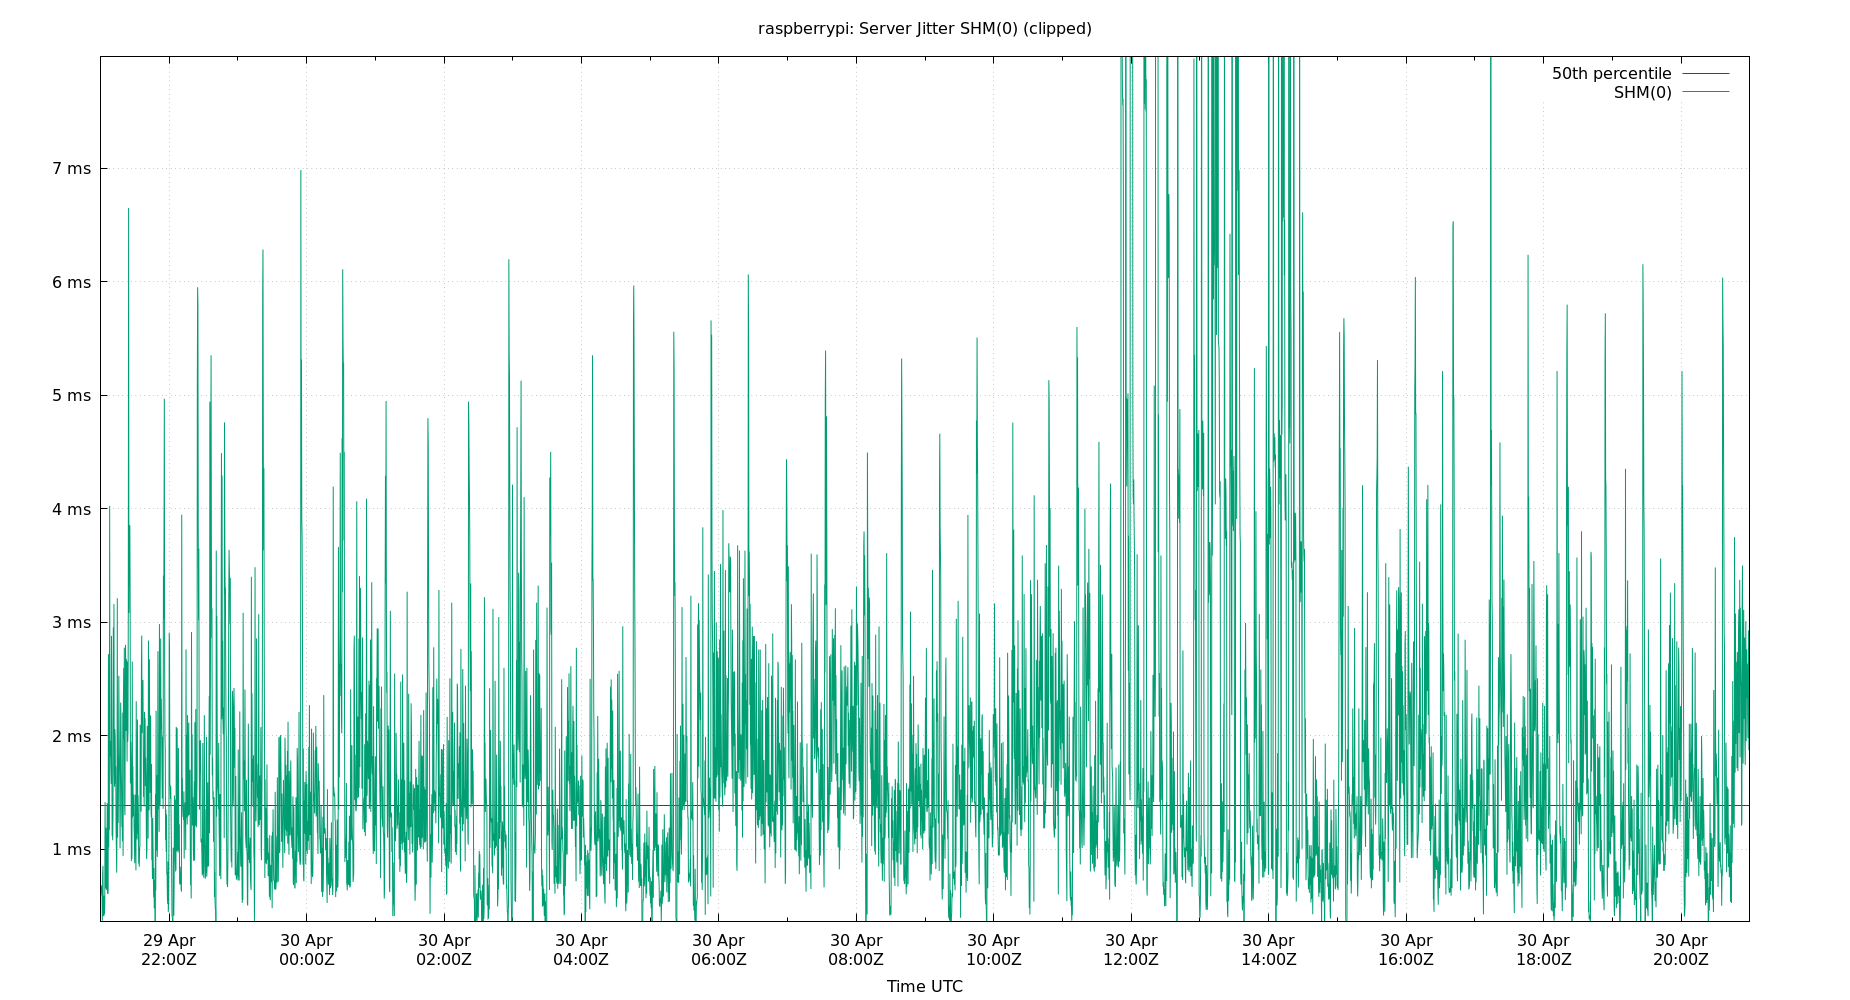 raspberrypi: Server Jitter SHM(0) (clipped)
50th percentile
SHM(0)
7 ms
6 ms
5 ms
4 ms
3 ms
2 ms
1 ms
29 Apr 30 Apr 30 Apr 30 Apr 30 Apr 30 Apr 30 Apr 30 Apr 30 Apr 30 Apr 30 Apr 30 Apr
22:00Z 00:00Z 02:00Z 04:00Z 06:00Z 08:00Z 10:00Z 12:00Z 14:00Z 16:00Z 18:00Z 20:00Z
Time UTC